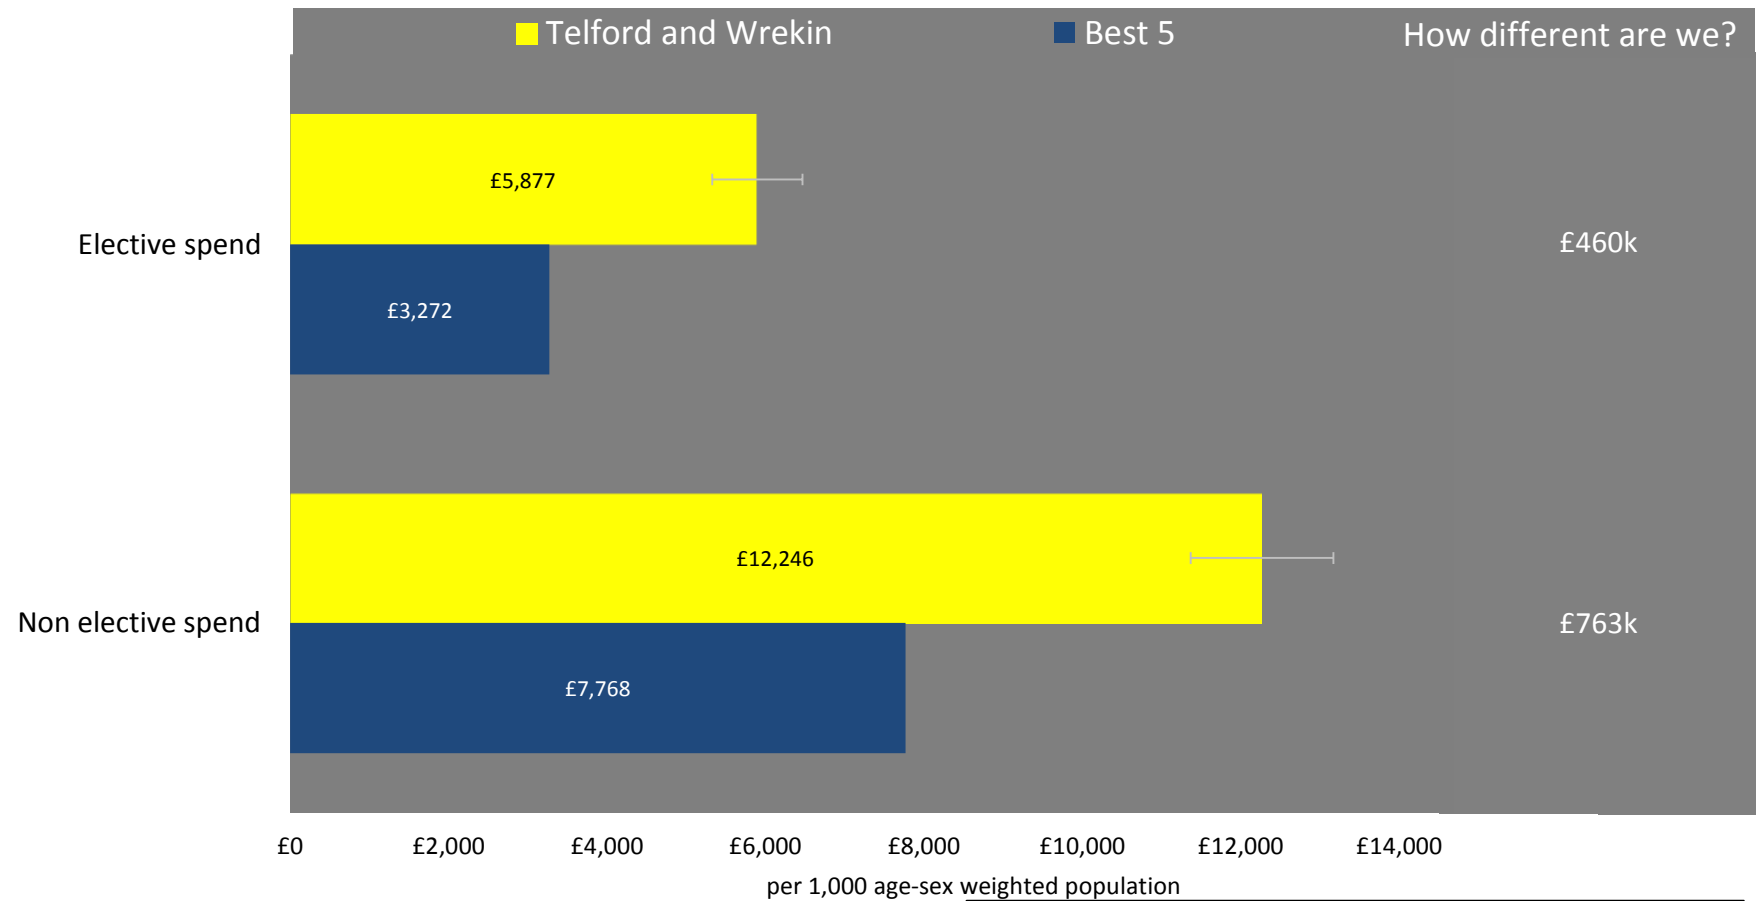 Telford and Wrekin Best 5 How different are we?
£5,877
Elective spend £460k
£3,272
£12,246
Non elective spend £763k
£7,768
£0 £2,000 £4,000 £6,000 £8,000 £10,000 £12,000 £14,000
per 1,000 age-sex weighted population